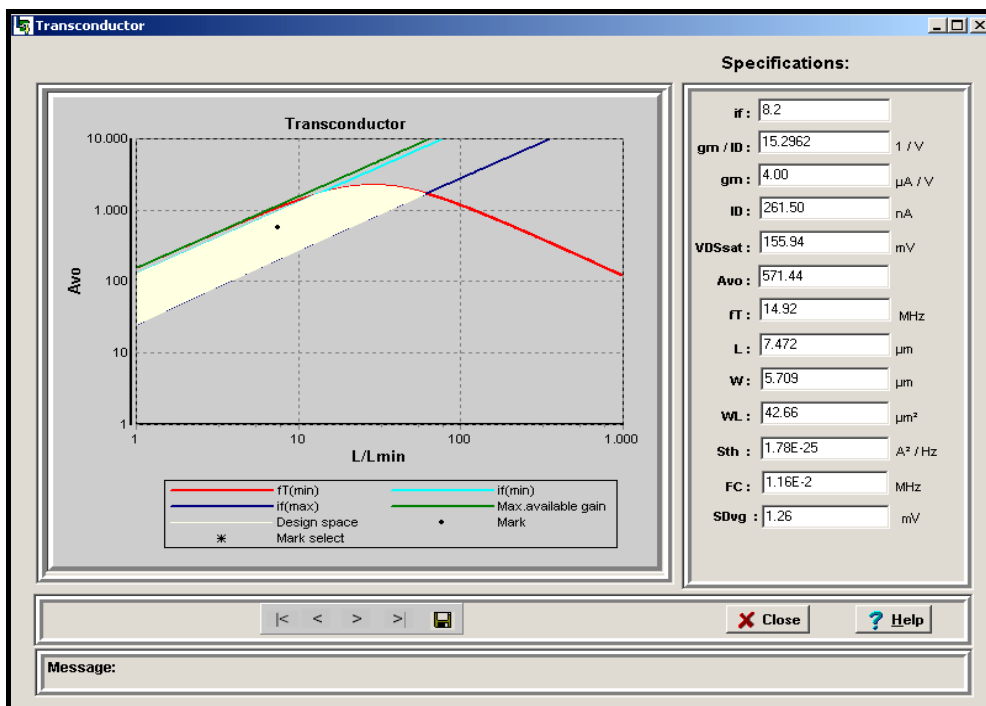 Transconductor
Specifications:
Transconductor
Avo
10.000
1.000
100
10
1
1
10
100
1.000
L/Lmin
fT(min)
if(min)
if(max)
Max.available gain
Design space
Mark
Mark select
if : 8.2
gm / ID : 15.2962 1 / V
gm : 4.00 µA / V
ID : 261.50 nA
VDSsat : 155.94 mV
Avo : 571.44
fT : 14.92 MHz
L : 7.472 µm
W : 5.709 µm
WL : 42.66 µm²
Sth : 1.78E-25 A² / Hz
FC : 1.16E-2 MHz
SDvg : 1.26 mV
|< < > >|
Close
? Help
Message: